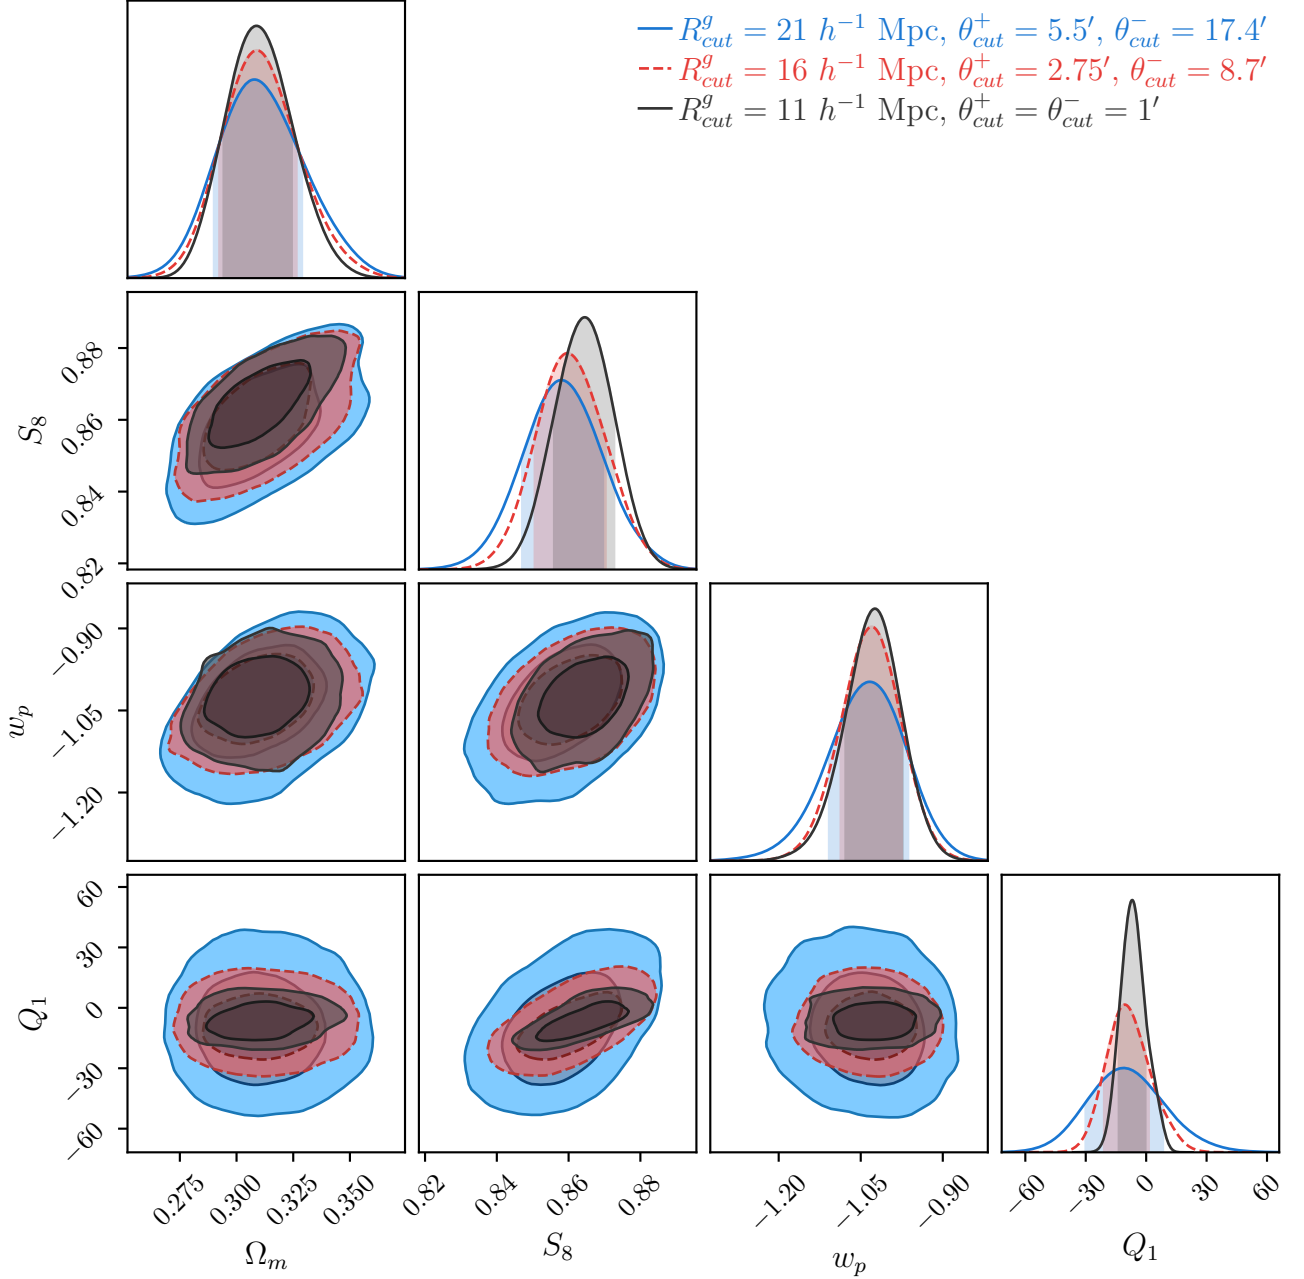 R^g_cut = 21 h^−1 Mpc, θ^+_cut = 5.5′, θ^−_cut = 17.4′
R^g_cut = 16 h^−1 Mpc, θ^+_cut = 2.75′, θ^−_cut = 8.7′
R^g_cut = 11 h^−1 Mpc, θ^+_cut = θ^−_cut = 1′
0.88
0.86
S_8
0.84
0.82
−0.90
w_p
−1.05
−1.20
60
30
Q_1
0
−30
−60
0.275 0.300 0.325 0.350 0.82 0.84 0.86 0.88 −1.20 −1.05 −0.90 −60 −30 0 30 60
Ω_m S_8 w_p Q_1